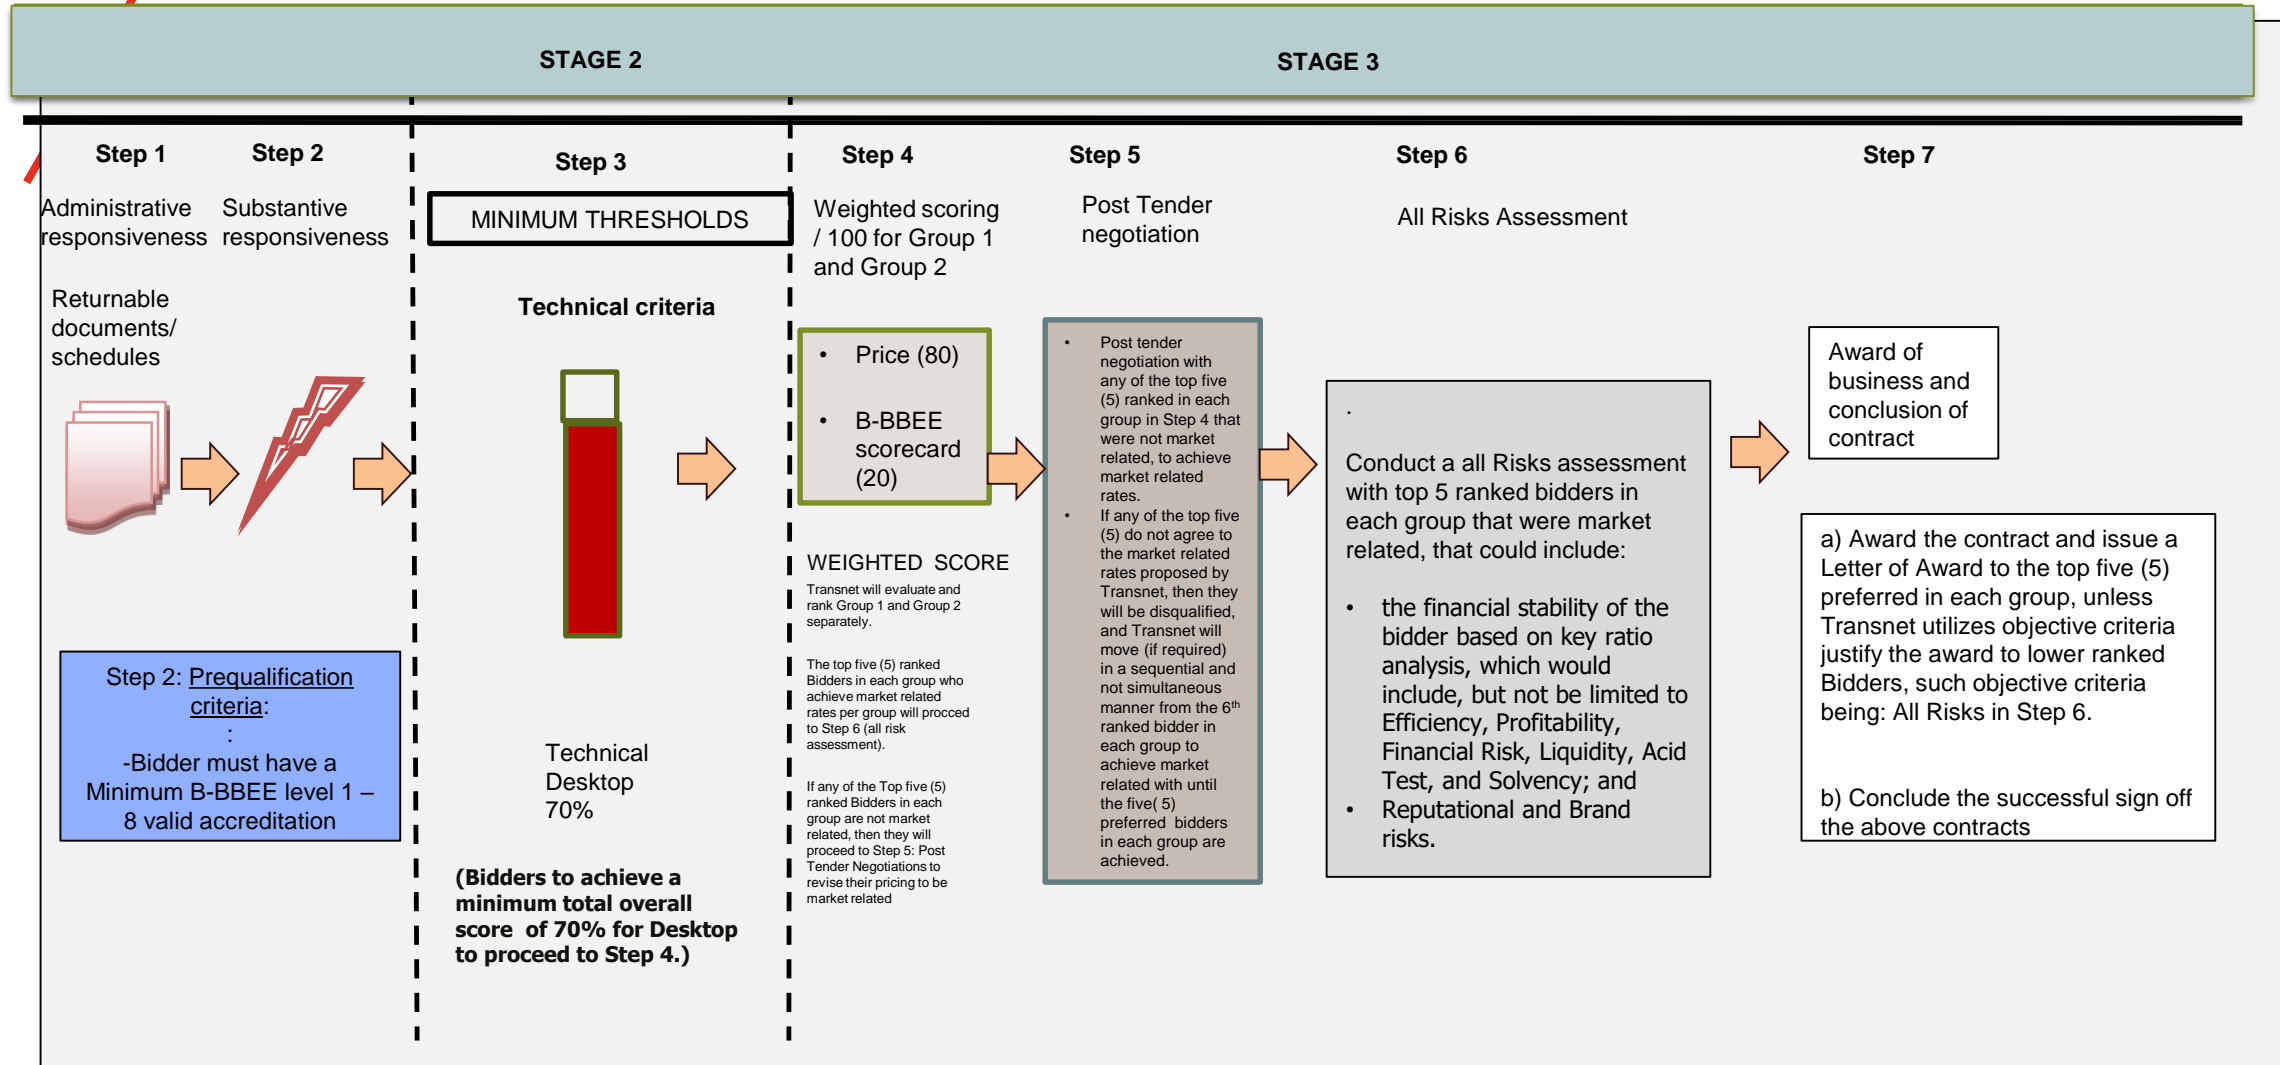 STAGE 2
STAGE 3
Step 1
Administrative
responsiveness
Returnable
documents/
schedules
Step 2
Substantive
responsiveness
Step 2: Prequalification
criteria:
:
-Bidder must have a
Minimum B-BBEE level 1 –
8 valid accreditation
Step 3
MINIMUM THRESHOLDS
Technical criteria
Technical
Desktop
70%
(Bidders to achieve a
minimum total overall
score of 70% for Desktop
to proceed to Step 4.)
Step 4
Weighted scoring
/ 100 for Group 1
and Group 2
• Price (80)
• B-BBEE
scorecard
(20)
WEIGHTED SCORE
Transnet will evaluate and
rank Group 1 and Group 2
separately.
The top five (5) ranked
Bidders in each group who
achieve market related
rates per group will procced
to Step 6 (all risk
assessment).
If any of the Top five (5)
ranked Bidders in each
group are not market
related, then they will
proceed to Step 5: Post
Tender Negotiations to
revise their pricing to be
market related
Step 5
Post Tender
negotiation
• Post tender
negotiation with
any of the top five
(5) ranked in each
group in Step 4 that
were not market
related, to achieve
market related
rates.
• If any of the top five
(5) do not agree to
the market related
rates proposed by
Transnet, then they
will be disqualified,
and Transnet will
move (if required)
in a sequential and
not simultaneous
manner from the 6th
ranked bidder in
each group to
achieve market
related with until
the five( 5)
preferred bidders
in each group are
achieved.
Step 6
All Risks Assessment
.
Conduct a all Risks assessment
with top 5 ranked bidders in
each group that were market
related, that could include:
• the financial stability of the
bidder based on key ratio
analysis, which would
include, but not be limited to
Efficiency, Profitability,
Financial Risk, Liquidity, Acid
Test, and Solvency; and
• Reputational and Brand
risks.
Step 7
Award of
business and
conclusion of
contract
a) Award the contract and issue a
Letter of Award to the top five (5)
preferred in each group, unless
Transnet utilizes objective criteria
justify the award to lower ranked
Bidders, such objective criteria
being: All Risks in Step 6.
b) Conclude the successful sign off
the above contracts